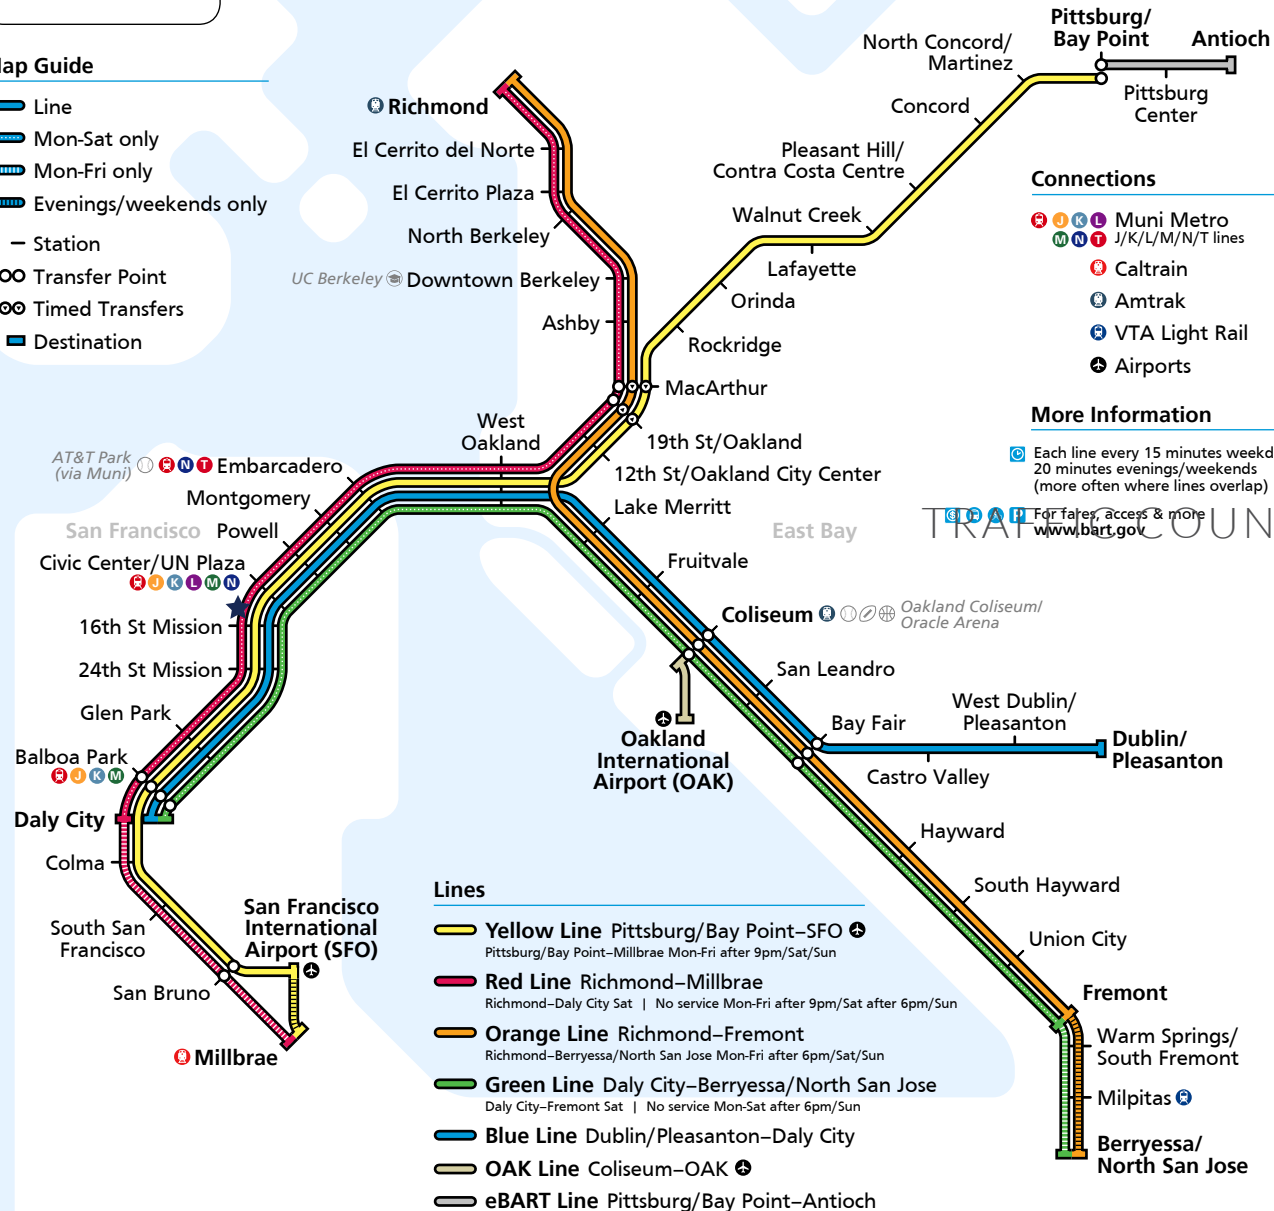 Map Guide
Line
Mon-Sat only
Mon-Fri only
Evenings/weekends only
Station
Transfer Point
Timed Transfers
Destination
Pittsburg/
Bay Point
Antioch
Pittsburg
Center
North Concord/
Martinez
Concord
Pleasant Hill/
Contra Costa Centre
Walnut Creek
Lafayette
Orinda
Rockridge
MacArthur
19th St/Oakland
12th St/Oakland City Center
Lake Merritt
Fruitvale
Coliseum
Oakland Coliseum/
Oracle Arena
San Leandro
Bay Fair
West Dublin/
Pleasanton
Castro Valley
Dublin/
Pleasanton
Hayward
South Hayward
Union City
Fremont
Warm Springs/
South Fremont
Milpitas
Berryessa/
North San Jose
Richmond
El Cerrito del Norte
El Cerrito Plaza
North Berkeley
UC Berkeley
Downtown Berkeley
Ashby
West
Oakland
AT&T Park
(via Muni)
N T
Embarcadero
Montgomery
San Francisco
Powell
Civic Center/UN Plaza
J K L M N
16th St Mission
24th St Mission
Glen Park
Balboa Park
J K M
Daly City
Colma
South San
Francisco
San Bruno
San Francisco
International
Airport (SFO)
Millbrae
East Bay
Oakland
International
Airport (OAK)
Connections
J K L Muni Metro
M N T J/K/L/M/N/T lines
Caltrain
Amtrak
VTA Light Rail
Airports
More Information
Each line every 15 minutes weekd
20 minutes evenings/weekends
(more often where lines overlap)
For fares, access & more
www.bart.gov
TRAFFIC COUN
Lines
Yellow Line Pittsburg/Bay Point–SFO
Pittsburg/Bay Point–Millbrae Mon-Fri after 9pm/Sat/Sun
Red Line Richmond–Millbrae
Richmond–Daly City Sat | No service Mon-Fri after 9pm/Sat after 6pm/Sun
Orange Line Richmond–Fremont
Richmond–Berryessa/North San Jose Mon-Fri after 6pm/Sat/Sun
Green Line Daly City–Berryessa/North San Jose
Daly City–Fremont Sat | No service Mon-Sat after 6pm/Sun
Blue Line Dublin/Pleasanton–Daly City
OAK Line Coliseum–OAK
eBART Line Pittsburg/Bay Point–Antioch